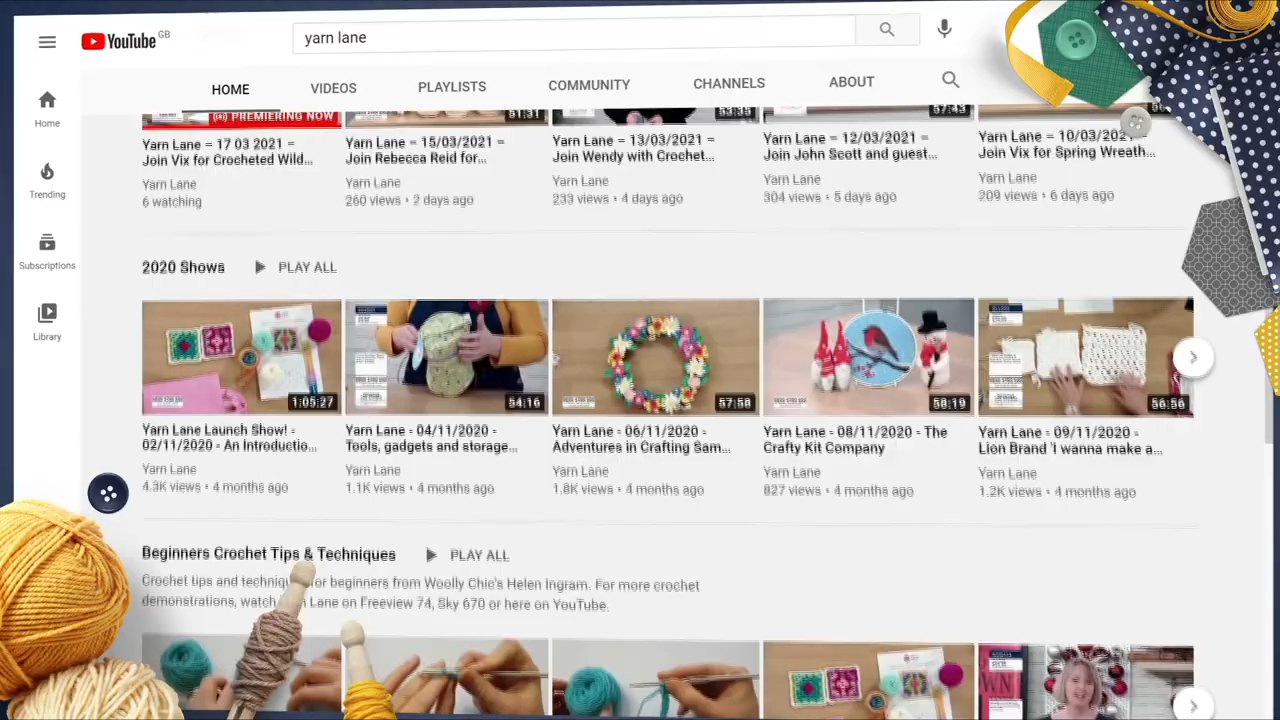 YouTube GB
yarn lane
HOME VIDEOS PLAYLISTS COMMUNITY CHANNELS ABOUT
Home
Trending
Subscriptions
Library
PREMIERING NOW
51:31
53:35
57:43
Yarn Lane = 17 03 2021 =
Join Vix for Crocheted Wild...
Yarn Lane
6 watching
Yarn Lane = 15/03/2021 =
Join Rebecca Reid for...
Yarn Lane
260 views • 2 days ago
Yarn Lane = 13/03/2021 =
Join Wendy with Crochet...
Yarn Lane
233 views • 4 days ago
Yarn Lane = 12/03/2021 =
Join John Scott and guest...
Yarn Lane
304 views • 5 days ago
Yarn Lane = 10/03/202
Join Vix for Spring Wreath...
Yarn Lane
209 views • 6 days ago
2020 Shows PLAY ALL
1:05:27
54:16
57:58
58:19
56:56
Yarn Lane Launch Show! -
02/11/2020 - An Introductio...
Yarn Lane
4.3K views • 4 months ago
Yarn Lane - 04/11/2020 -
Tools, gadgets and storage...
Yarn Lane
1.1K views • 4 months ago
Yarn Lane - 06/11/2020 -
Adventures in Crafting Sam...
Yarn Lane
1.8K views • 4 months ago
Yarn Lane - 08/11/2020 - The
Crafty Kit Company
Yarn Lane
827 views • 4 months ago
Yarn Lane - 09/11/2020 -
Lion Brand 'I wanna make a...
Yarn Lane
1.2K views • 4 months ago
Beginners Crochet Tips & Techniques PLAY ALL
Crochet tips and techniqu for beginners from Woolly Chic's Helen Ingram. For more crochet
demonstrations, watch Lane on Freeview 74, Sky 670 or here on YouTube.